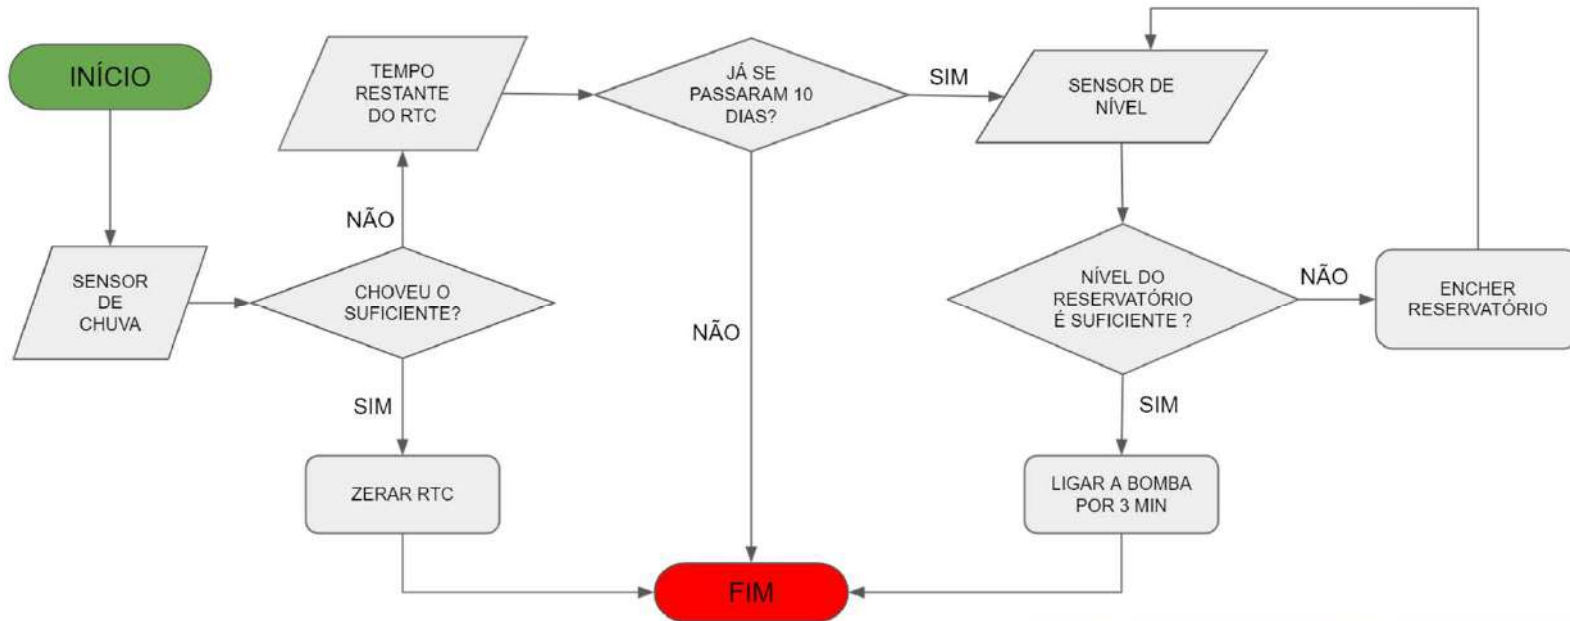 INÍCIO
SENSOR
DE
CHUVA
CHOVEU O
SUFICIENTE?
NÃO
TEMPO
RESTANTE
DO RTC
SIM
ZERAR RTC
JÁ SE
PASSARAM 10
DIAS?
NÃO
SIM
SENSOR DE
NÍVEL
NÍVEL DO
RESERVATÓRIO
É SUFICIENTE ?
NÃO
ENCHER
RESERVATÓRIO
SIM
LIGAR A BOMBA
POR 3 MIN
FIM